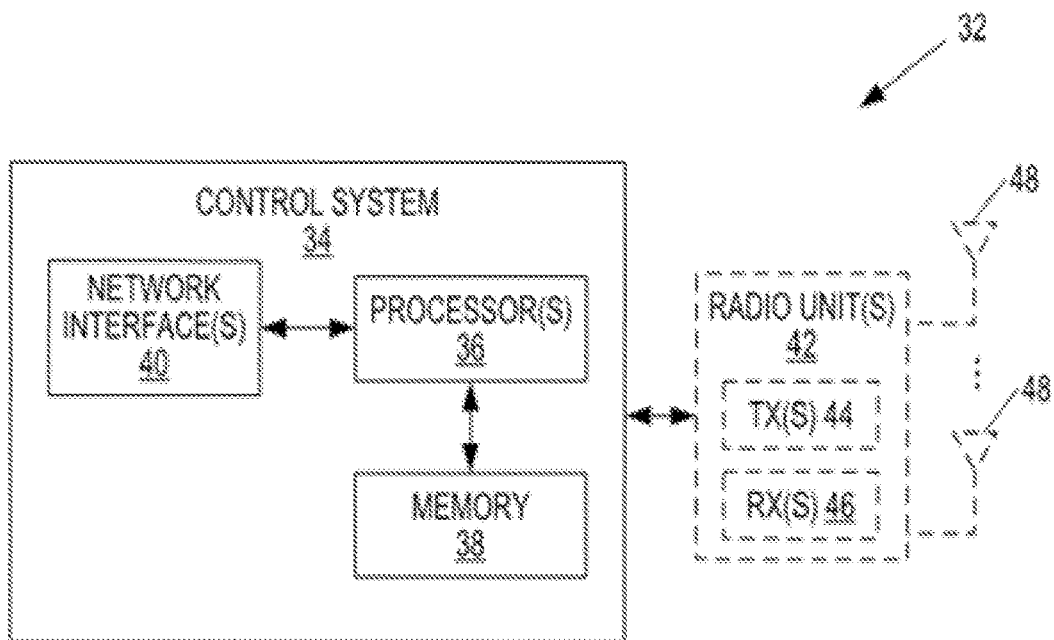 32
CONTROL SYSTEM
34
NETWORK
INTERFACE(S)
40
PROCESSOR(S)
36
MEMORY
38
RADIO UNIT(S)
42
TX(S) 44
RX(S) 46
48
48